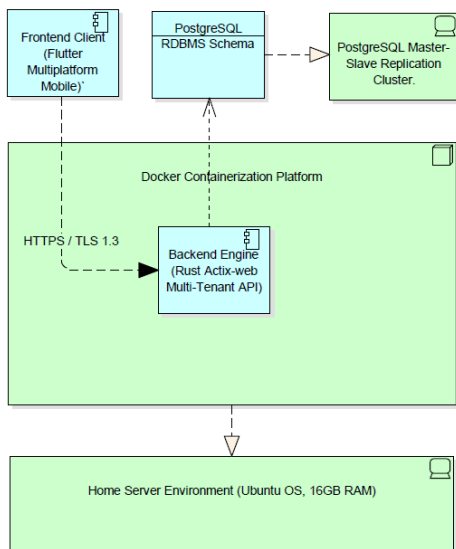 Frontend Client
(Flutter
Multiplatform
Mobile)`
PostgreSQL
RDBMS Schema
PostgreSQL Master-
Slave Replication
Cluster.
Docker Containerization Platform
HTTPS / TLS 1.3
Backend Engine
(Rust Actix-web
Multi-Tenant API)
Home Server Environment (Ubuntu OS, 16GB RAM)